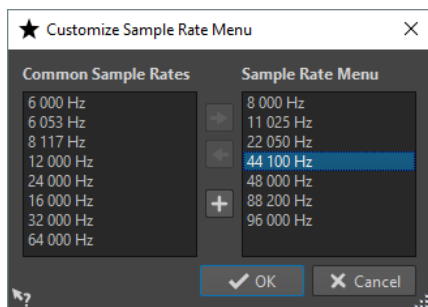 Customize Sample Rate Menu
Common Sample Rates
6 000 Hz
6 053 Hz
8 117 Hz
12 000 Hz
24 000 Hz
16 000 Hz
32 000 Hz
64 000 Hz
Sample Rate Menu
8 000 Hz
11 025 Hz
22 050 Hz
44 100 Hz
48 000 Hz
88 200 Hz
96 000 Hz
OK
Cancel
?